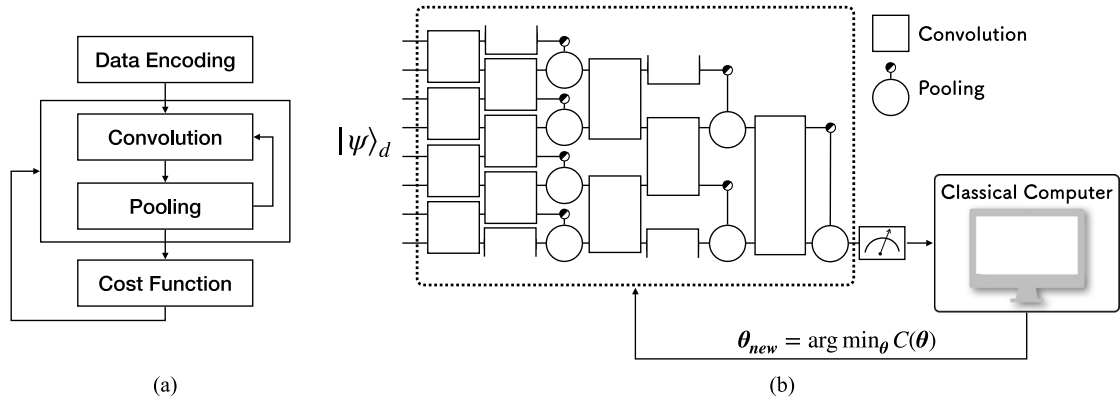 Data Encoding
Convolution
Pooling
Cost Function
(a)
|ψ⟩d
Convolution
Pooling
Classical Computer
θnew = arg minθ C(θ)
(b)